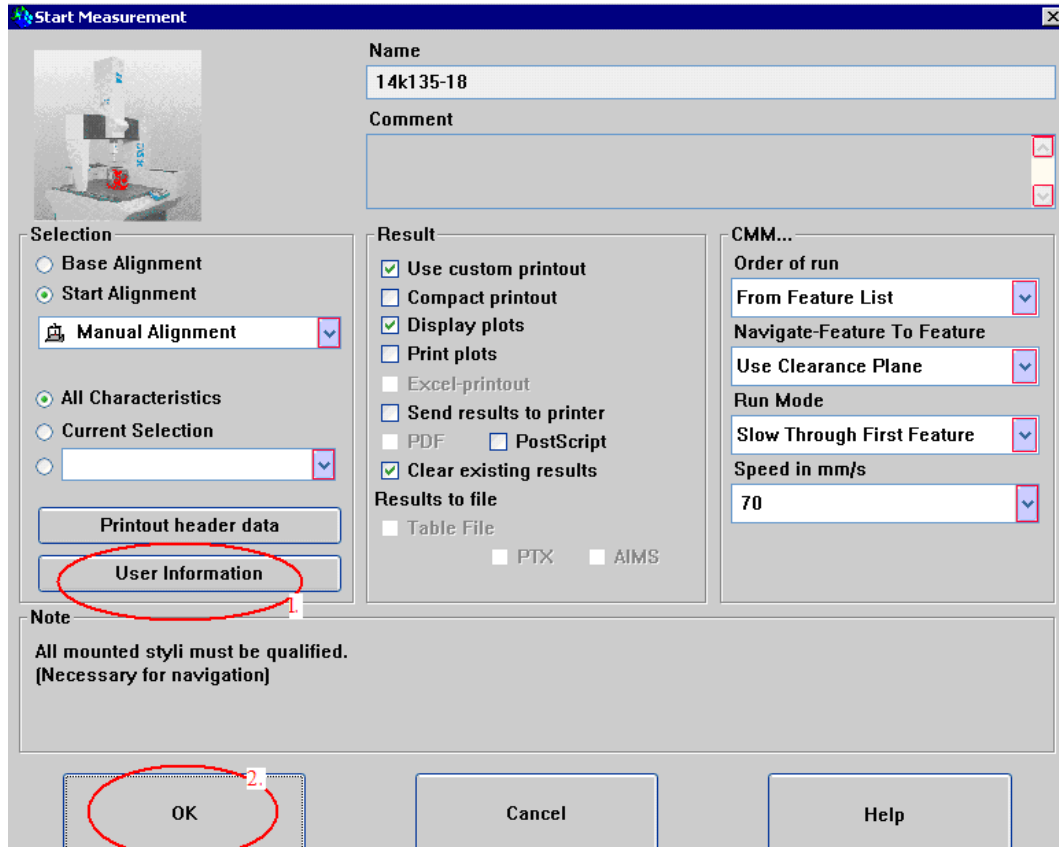 Start Measurement
Name
14k135-18
Comment
Selection
Base Alignment
Start Alignment
Manual Alignment
All Characteristics
Current Selection
Printout header data
User Information
1.
Result
Use custom printout
Compact printout
Display plots
Print plots
Excel-printout
Send results to printer
PDF PostScript
Clear existing results
Results to file
Table File
PTX AIMS
CMM...
Order of run
From Feature List
Navigate-Feature To Feature
Use Clearance Plane
Run Mode
Slow Through First Feature
Speed in mm/s
70
Note
All mounted styli must be qualified.
(Necessary for navigation)
2.
OK Cancel Help